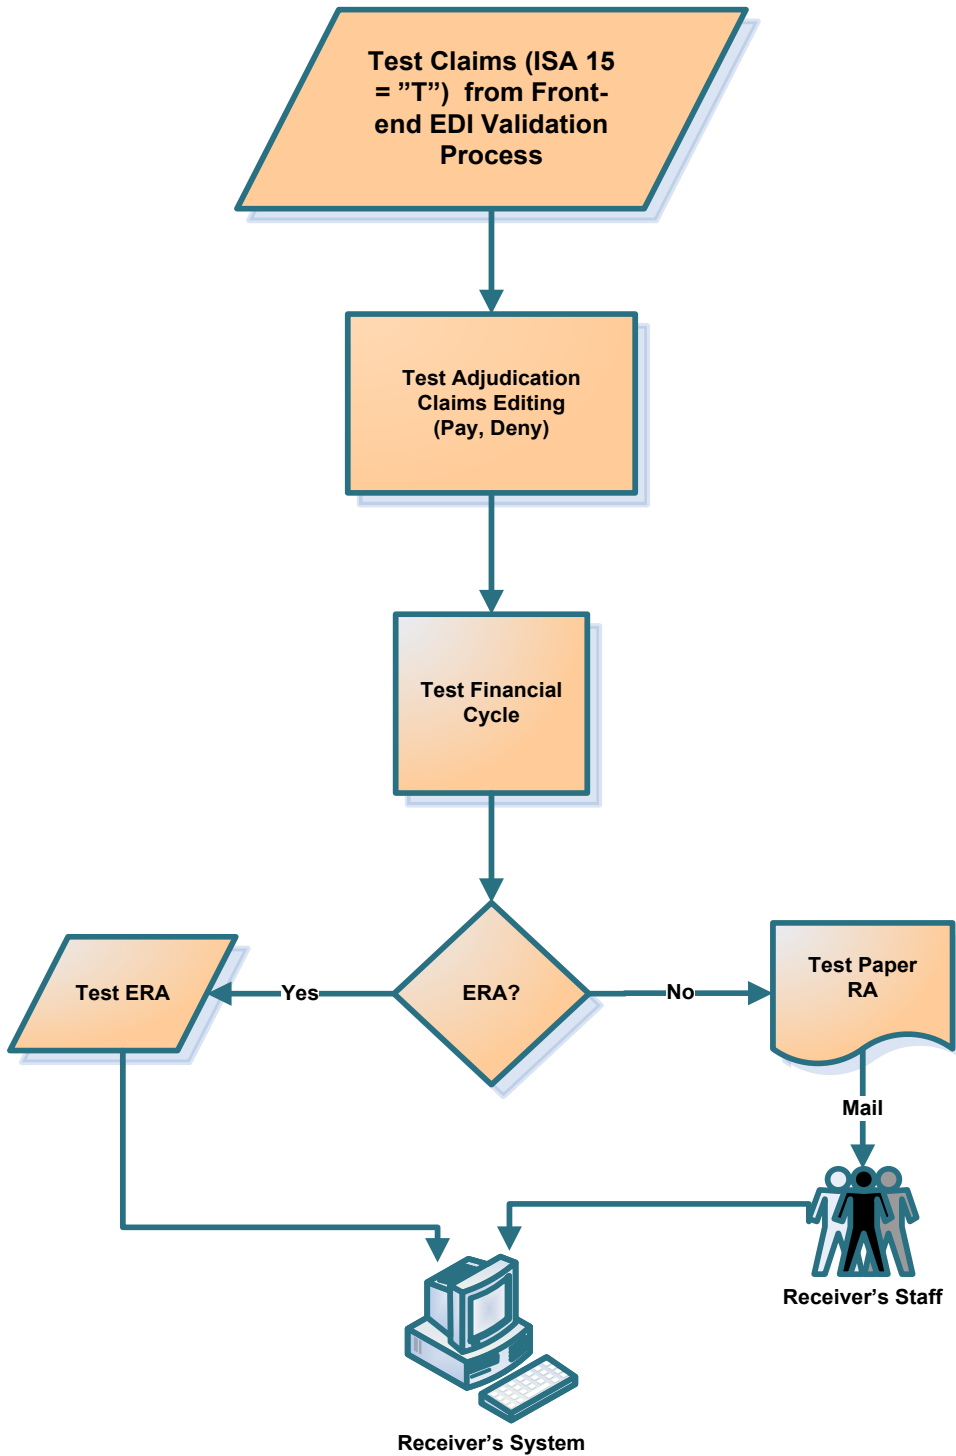 Test Claims (ISA 15
= ”T”) from Front-
end EDI Validation
Process
Test Adjudication
Claims Editing
(Pay, Deny)
Test Financial
Cycle
Test ERA
Yes
ERA?
No
Test Paper
RA
Mail
Receiver’s Staff
Receiver’s System